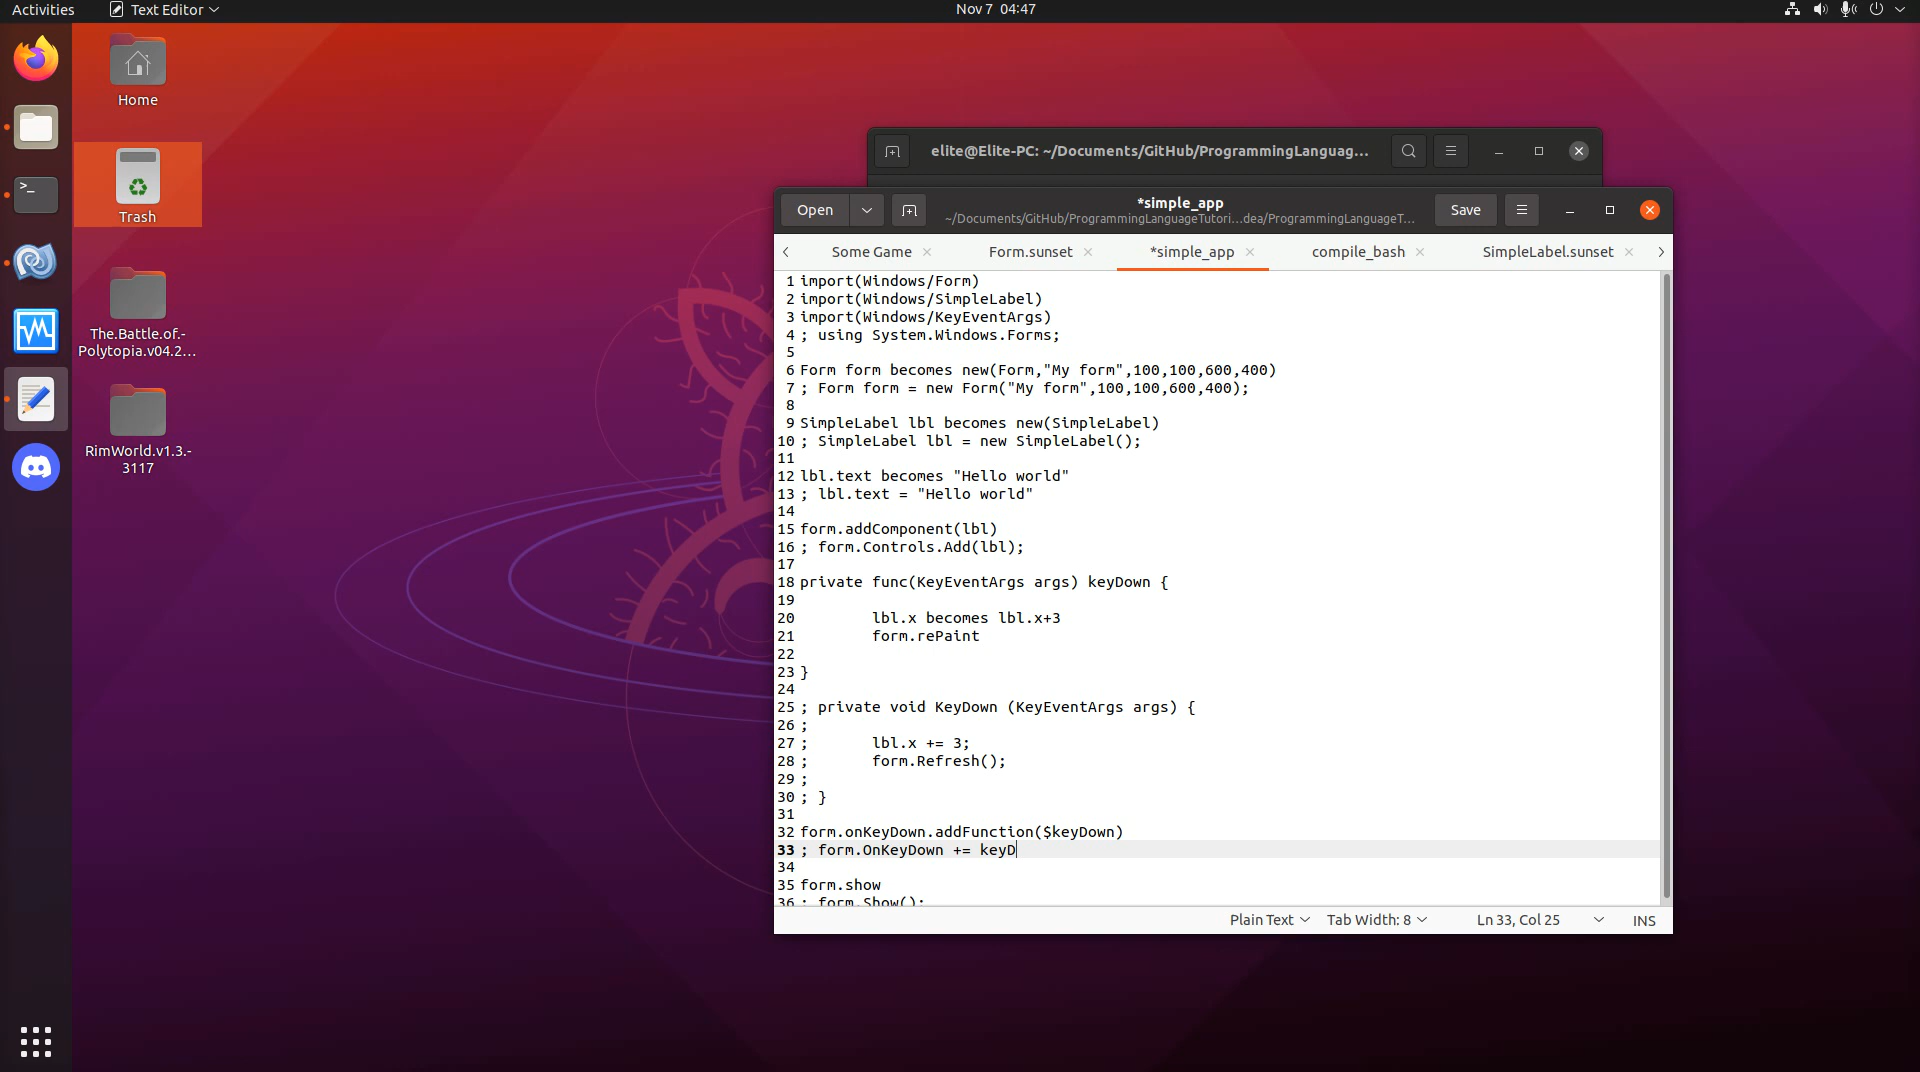 Activities
Text Editor
Nov 7 04:47
Home
Trash
The.Battle.of.-
Polytopia.v04.2...
RimWorld.v1.3.-
3117
elite@Elite-PC: ~/Documents/GitHub/ProgrammingLanguag...
Open
*simple_app
~/Documents/GitHub/ProgrammingLanguageTutori...dea/ProgrammingLanguageT...
Save
Some Game
Form.sunset
*simple_app
compile_bash
SimpleLabel.sunset
1 import(Windows/Form)
2 import(Windows/SimpleLabel)
3 import(Windows/KeyEventArgs)
4 ; using System.Windows.Forms;
5
6 Form form becomes new(Form,"My form",100,100,600,400)
7 ; Form form = new Form("My form",100,100,600,400);
8
9 SimpleLabel lbl becomes new(SimpleLabel)
10 ; SimpleLabel lbl = new SimpleLabel();
11
12 lbl.text becomes "Hello world"
13 ; lbl.text = "Hello world"
14
15 form.addComponent(lbl)
16 ; form.Controls.Add(lbl);
17
18 private func(KeyEventArgs args) keyDown {
19
20 lbl.x becomes lbl.x+3
21 form.rePaint
22
23 }
24
25 ; private void KeyDown (KeyEventArgs args) {
26 ;
27 ; lbl.x += 3;
28 ; form.Refresh();
29 ;
30 ; }
31
32 form.onKeyDown.addFunction($keyDown)
33 ; form.OnKeyDown += keyD
34
35 form.show
36 ; form.Show();
Plain Text
Tab Width: 8
Ln 33, Col 25
INS